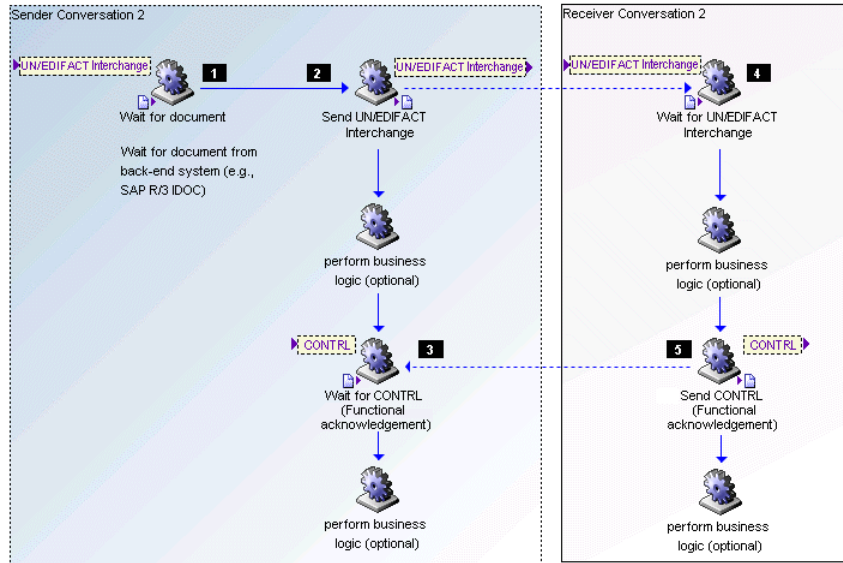 Sender Conversation 2
Receiver Conversation 2
UN/EDIFACT Interchange
1
2
UN/EDIFACT Interchange
UN/EDIFACT Interchange
4
Wait for document
Send UN/EDIFACT
Interchange
Wait for UN/EDIFACT
Interchange
Wait for document from
back-end system (e.g.,
SAP R/3 IDOC)
perform business
logic (optional)
perform business
logic (optional)
CONTRL
3
5
CONTRL
Wait for CONTRL
(Functional
acknowledgement)
Send CONTRL
(Functional
acknowledgement)
perform business
logic (optional)
perform business
logic (optional)